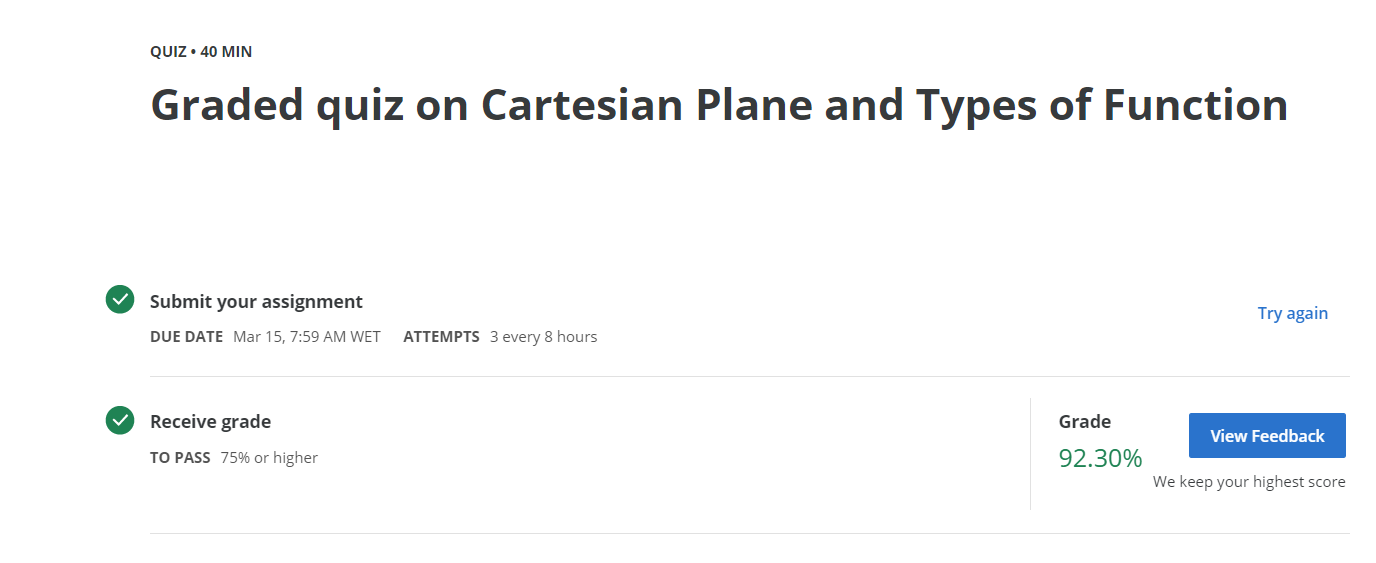 QUIZ • 40 MIN
Graded quiz on Cartesian Plane and Types of Function
Submit your assignment
DUE DATE Mar 15, 7:59 AM WET ATTEMPTS 3 every 8 hours
Try again
Receive grade
TO PASS 75% or higher
Grade
92.30%
View Feedback
We keep your highest score